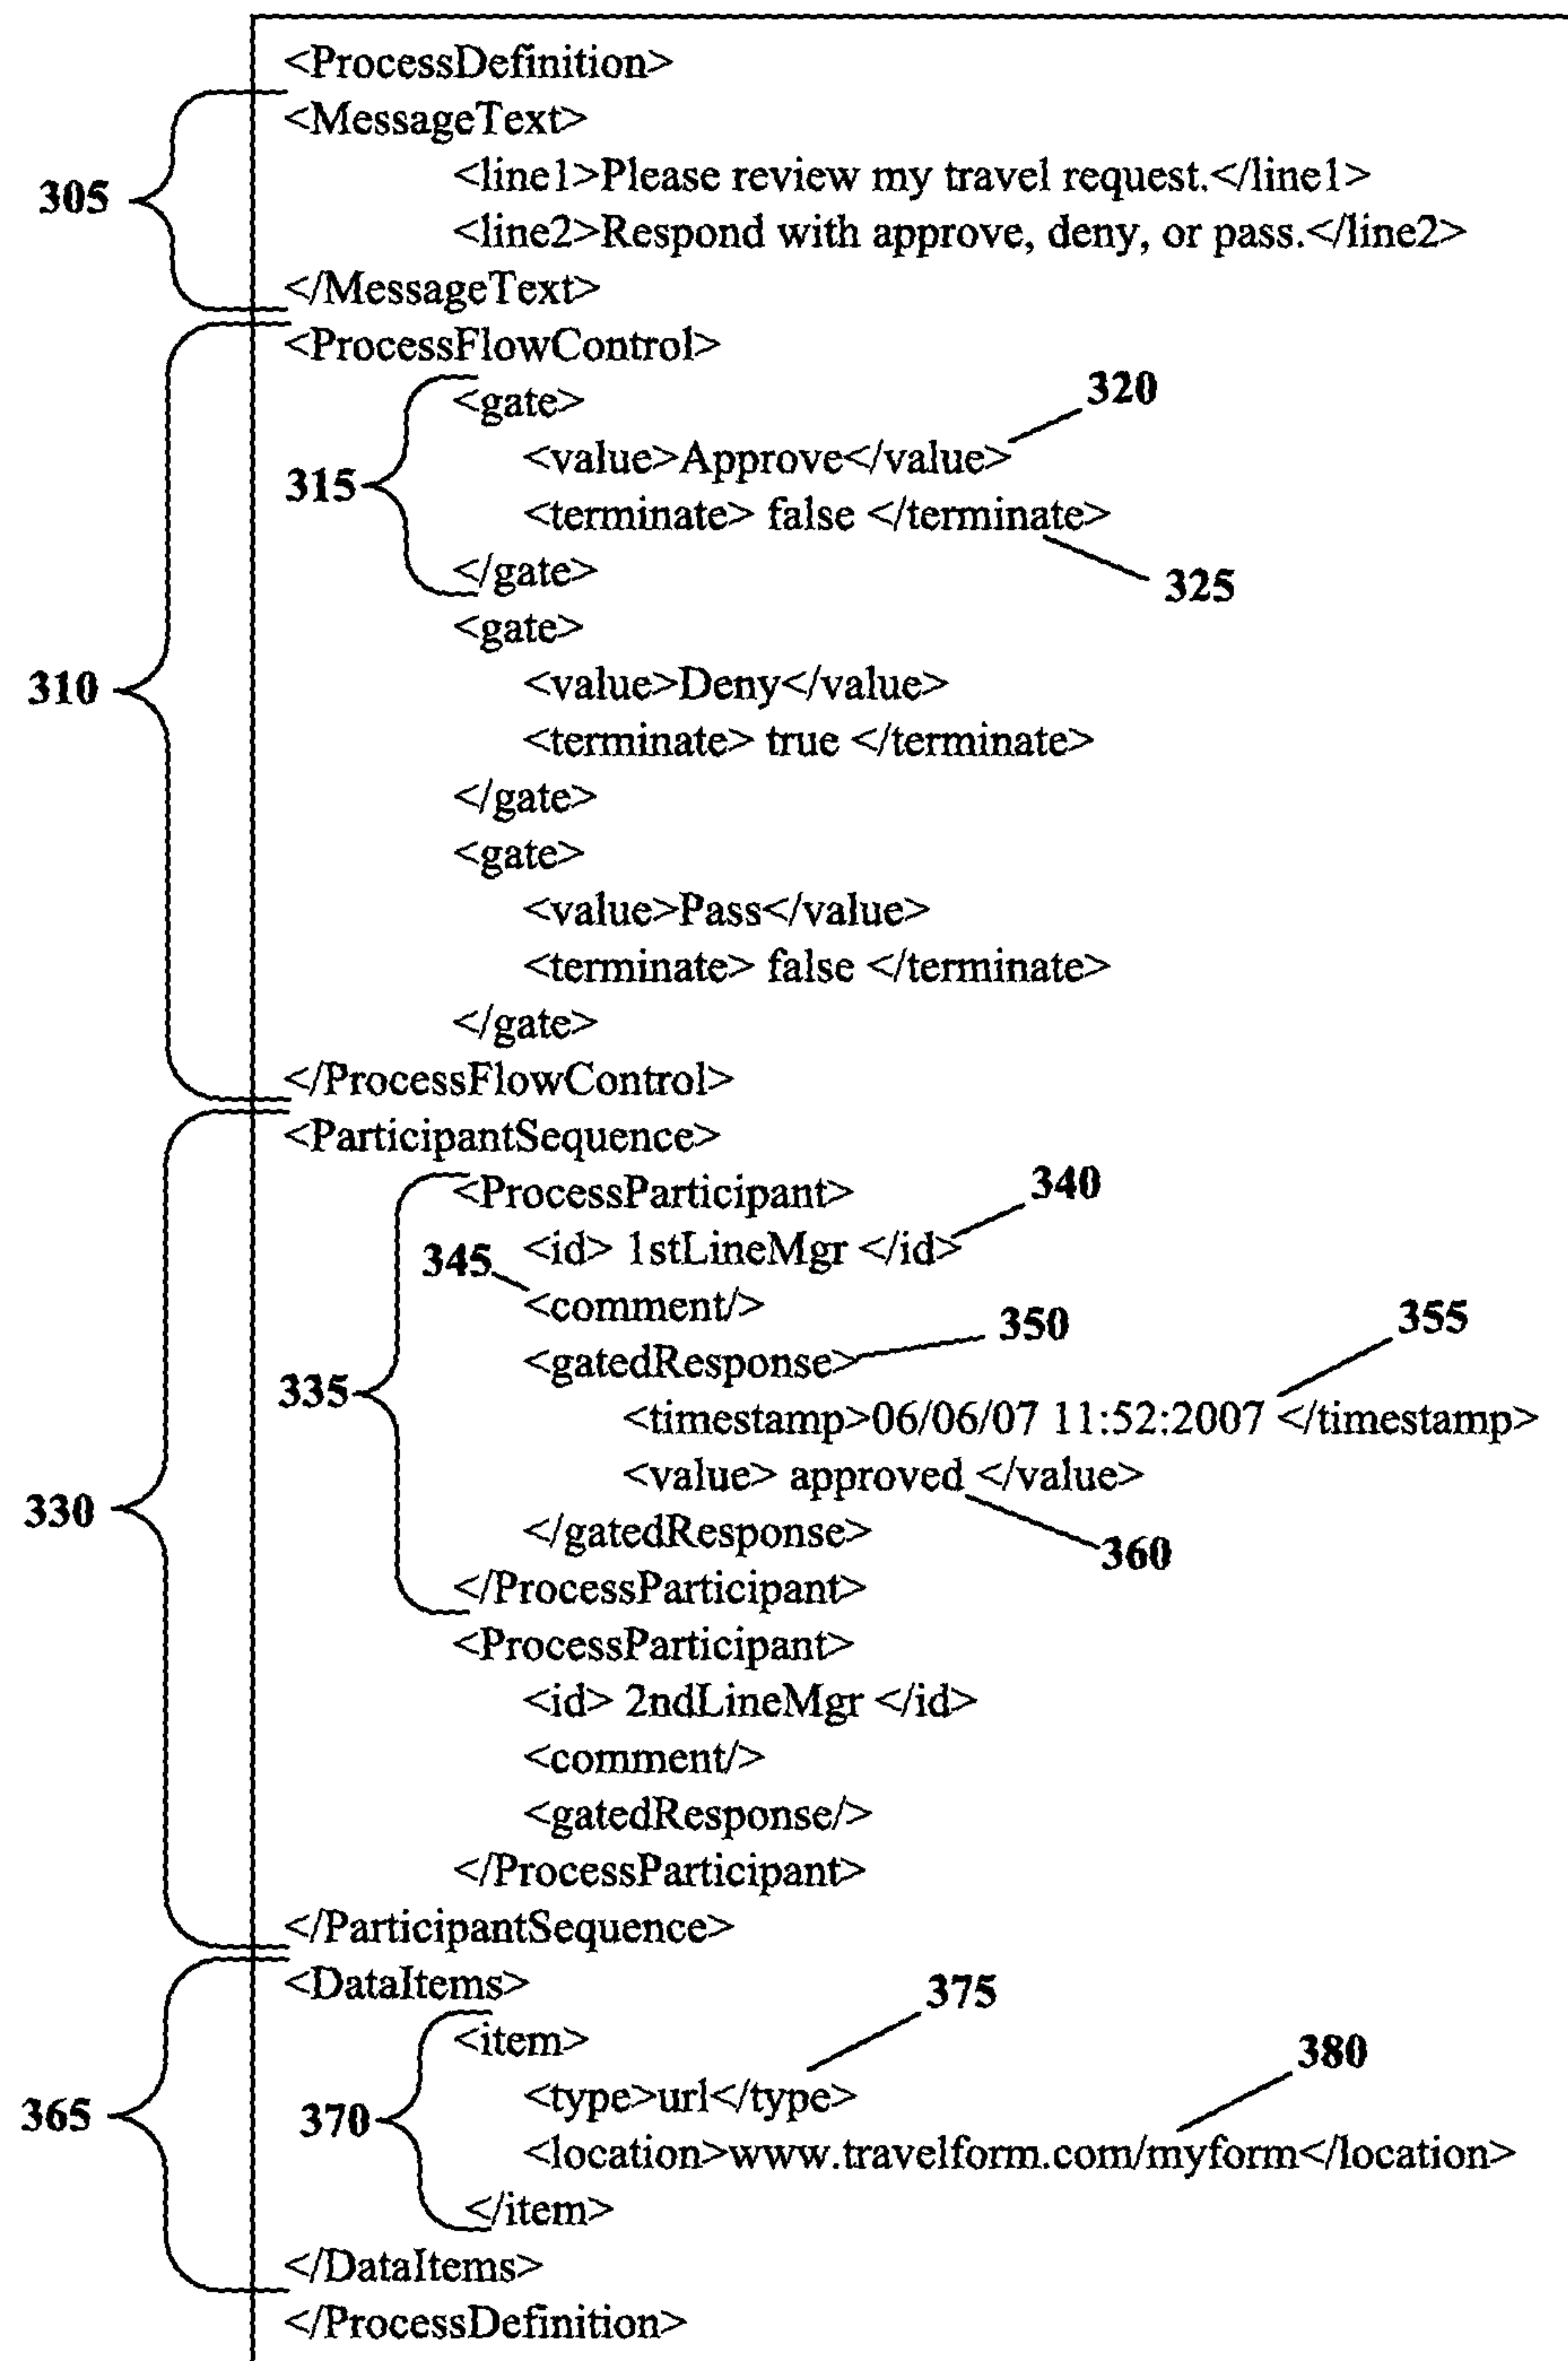 <ProcessDefinition>
<MessageText>
<line1>Please review my travel request.</line1>
305
<line2>Respond with approve, deny, or pass.</line2>
</MessageText>
<ProcessFlowControl>
<gate>
320
<value>Approve</value>
315
<terminate> false </terminate>
</gate>
325
<gate>
310
<value>Deny</value>
<terminate> true </terminate>
</gate>
<gate>
<value>Pass</value>
<terminate> false </terminate>
</gate>
</ProcessFlowControl>
<ParticipantSequence>
<ProcessParticipant>
340
<id> 1stLineMgr </id>
345
<comment/>
350
355
<gatedResponse>
335
<timestamp>06/06/07 11:52:2007 </timestamp>
<value> approved </value>
330
</gatedResponse>
360
</ProcessParticipant>
<ProcessParticipant>
<id> 2ndLineMgr </id>
<comment/>
<gatedResponse/>
</ProcessParticipant>
</ParticipantSequence>
<DataItems>
375
<item>
380
<type>url</type>
365
370
<location>www.travelform.com/myform</location>
</item>
</DataItems>
</ProcessDefinition>